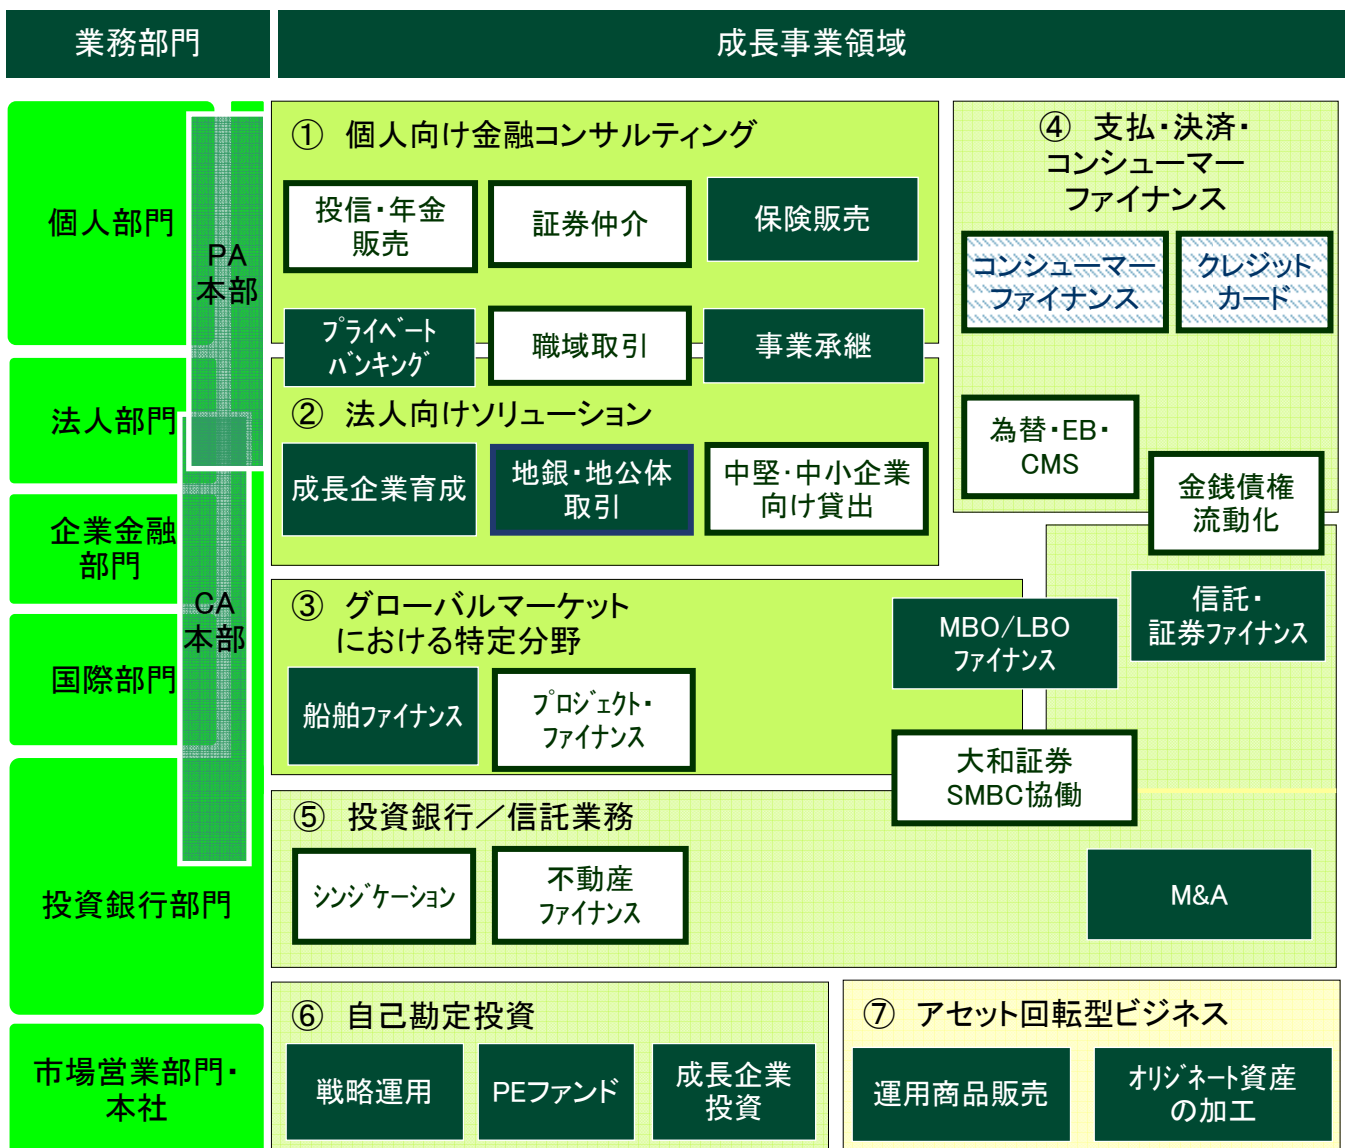 業務部門
成長事業領域
個人部門
PA
本部
法人部門
企業金融
部門
CA
本部
国際部門
投資銀行部門
市場営業部門・
本社
① 個人向け金融コンサルティング
投信・年金
販売
証券仲介
保険販売
プライベート
バンキング
職域取引
事業承継
② 法人向けソリューション
成長企業育成
地銀・地公体
取引
中堅・中小企業
向け貸出
③ グローバルマーケット
における特定分野
船舶ファイナンス
プロジェクト・
ファイナンス
MBO/LBO
ファイナンス
④ 支払・決済・
コンシューマー
ファイナンス
コンシューマー
ファイナンス
クレジット
カード
為替・EB・
CMS
金銭債権
流動化
信託・
証券ファイナンス
大和証券
SMBC協働
⑤ 投資銀行／信託業務
シンジケーション
不動産
ファイナンス
M&A
⑥ 自己勘定投資
戦略運用
PEファンド
成長企業
投資
⑦ アセット回転型ビジネス
運用商品販売
オリジネート資産
の加工